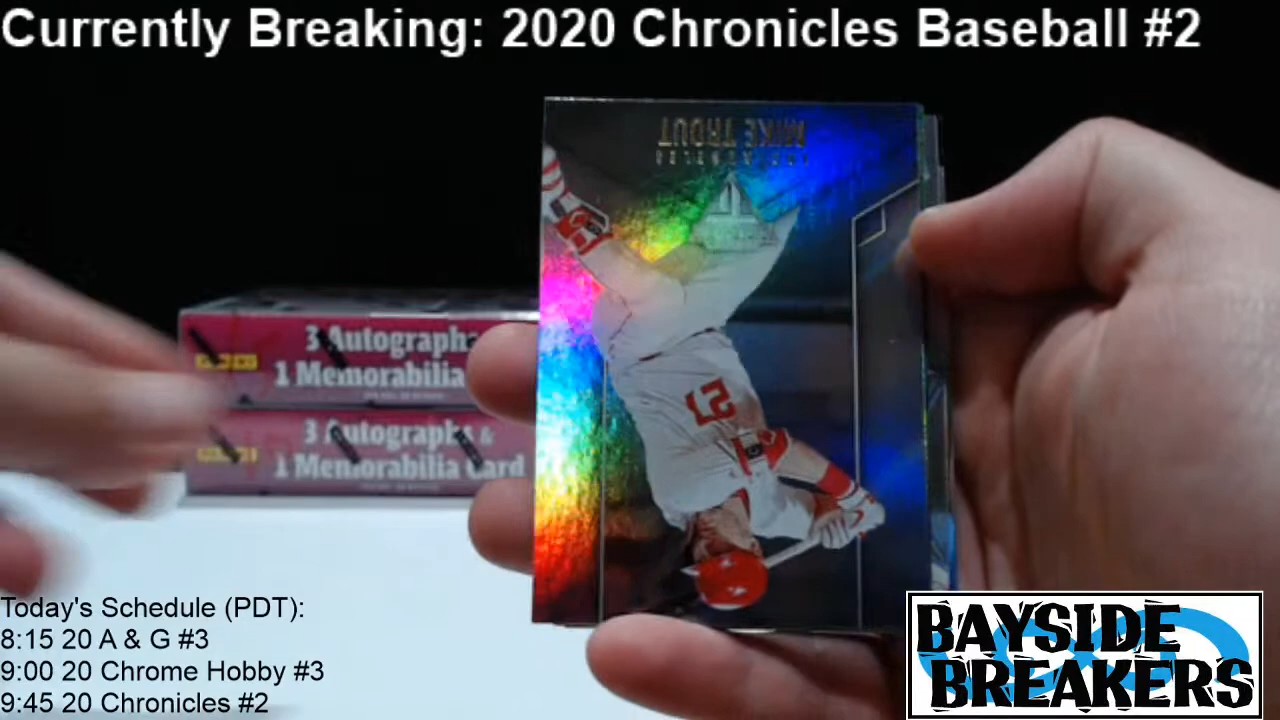 Currently Breaking: 2020 Chronicles Baseball #2
MIKE TROUT
LOS ANGELES
27
3 Autographs
1 Memorabilia
3 Autographs &
1 Memorabilia Card
Today's Schedule (PDT):
8:15 20 A & G #3
9:00 20 Chrome Hobby #3
9:45 20 Chronicles #2
BAYSIDE
BREAKERS